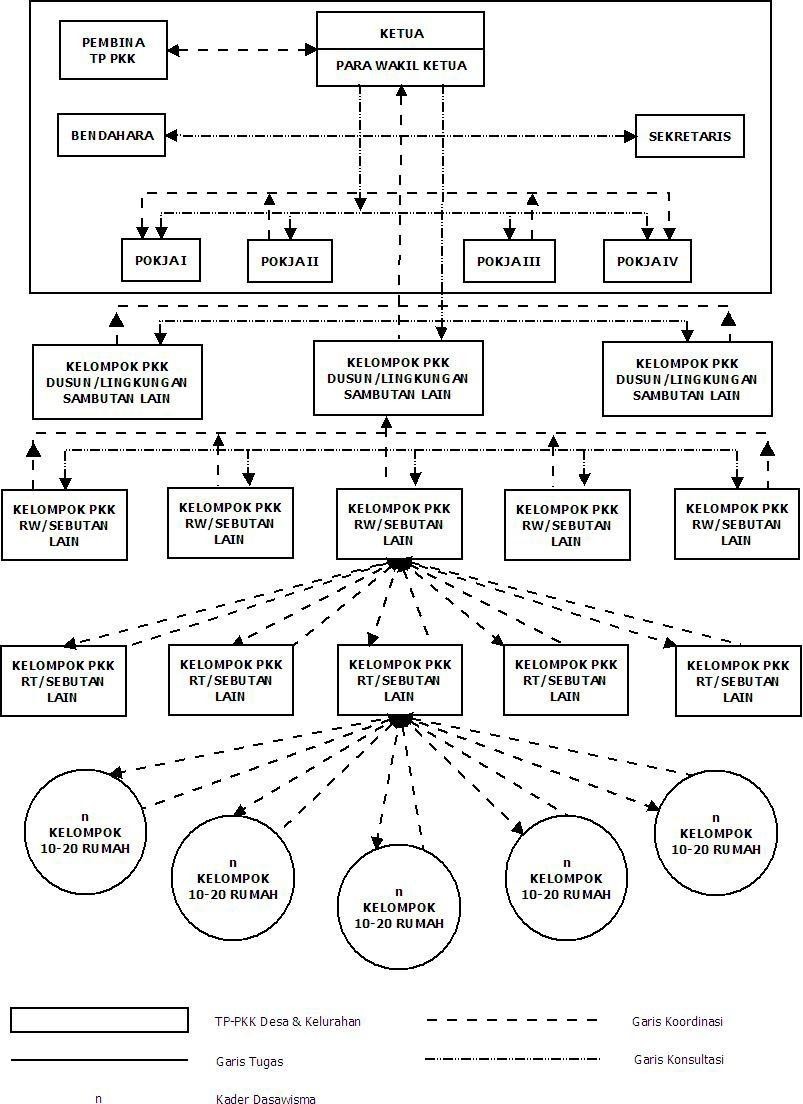 PEMBINA
TP PKK
KETUA
PARA WAKIL KETUA
BENDAHARA
SEKRETARIS
POKJA I
POKJA II
POKJA III
POKJA IV
KELOMPOK PKK
DUSUN/LINGKUNGAN
SAMBUTAN LAIN
KELOMPOK PKK
DUSUN/LINGKUNGAN
SAMBUTAN LAIN
KELOMPOK PKK
DUSUN/LINGKUNGAN
SAMBUTAN LAIN
KELOMPOK PKK
RW/SEBUTAN
LAIN
KELOMPOK PKK
RW/SEBUTAN
LAIN
KELOMPOK PKK
RW/SEBUTAN
LAIN
KELOMPOK PKK
RW/SEBUTAN
LAIN
KELOMPOK PKK
RW/SEBUTAN
LAIN
KELOMPOK PKK
RT/SEBUTAN
LAIN
KELOMPOK PKK
RT/SEBUTAN
LAIN
KELOMPOK PKK
RT/SEBUTAN
LAIN
KELOMPOK PKK
RT/SEBUTAN
LAIN
KELOMPOK PKK
RT/SEBUTAN
LAIN
n
KELOMPOK
10-20 RUMAH
n
KELOMPOK
10-20 RUMAH
n
KELOMPOK
10-20 RUMAH
n
KELOMPOK
10-20 RUMAH
n
KELOMPOK
10-20 RUMAH
TP-PKK Desa & Kelurahan
Garis Koordinasi
Garis Tugas
Garis Konsultasi
n
Kader Dasawisma